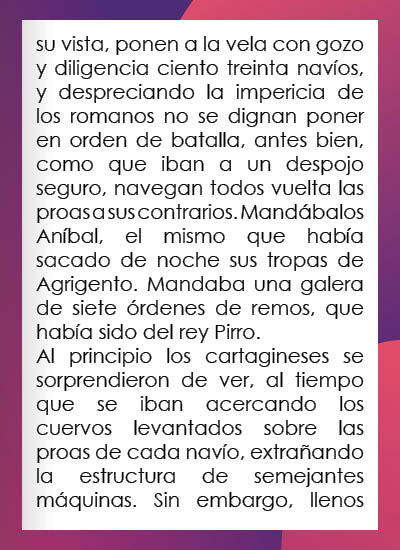 su vista, ponen a la vela con gozo
y diligencia ciento treinta navíos,
y despreciando la impericia de
los romanos no se dignan poner
en orden de batalla, antes bien,
como que iban a un despojo
seguro, navegan todos vuelta las
proas a sus contrarios. Mandábalos
Aníbal, el mismo que había
sacado de noche sus tropas de
Agrigento. Mandaba una galera
de siete órdenes de remos, que
había sido del rey Pirro.
Al principio los cartagineses se
sorprendieron de ver, al tiempo
que se iban acercando los
cuervos levantados sobre las
proas de cada navío, extrañando
la estructura de semejantes
máquinas. Sin embargo, llenos